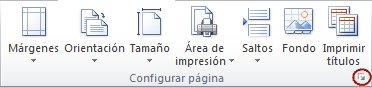 Márgenes
Orientación
Tamaño
Área de
impresión
Saltos
Fondo
Imprimir
títulos
Configurar página